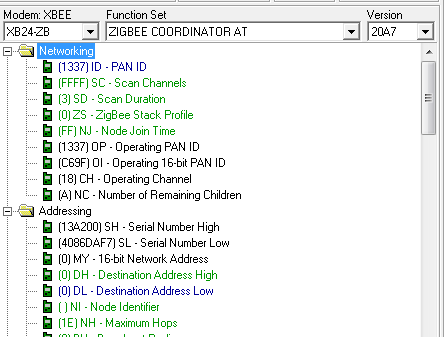 Modem: XBEE Function Set Version
XB24-ZB ZIGBEE COORDINATOR AT 20A7
Networking
(1337) ID - PAN ID
(FFFF) SC - Scan Channels
(3) SD - Scan Duration
(0) ZS - ZigBee Stack Profile
(FF) NJ - Node Join Time
(1337) OP - Operating PAN ID
(C69F) OI - Operating 16-bit PAN ID
(18) CH - Operating Channel
(A) NC - Number of Remaining Children
Addressing
(13A200) SH - Serial Number High
(4086DAF7) SL - Serial Number Low
(0) MY - 16-bit Network Address
(0) DH - Destination Address High
(0) DL - Destination Address Low
( ) NI - Node Identifier
(1E) NH - Maximum Hops